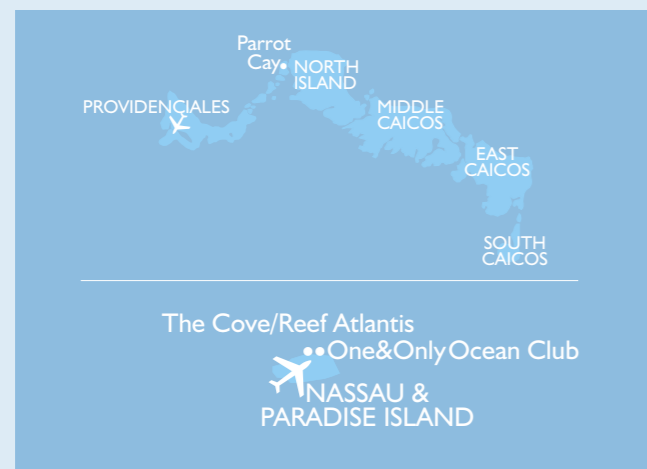 Parrot
Cay
NORTH
ISLAND
PROVIDENCIALES
MIDDLE
CAICOS
EAST
CAICOS
SOUTH
CAICOS
The Cove/Reef Atlantis
One&Only Ocean Club
NASSAU &
PARADISE ISLAND